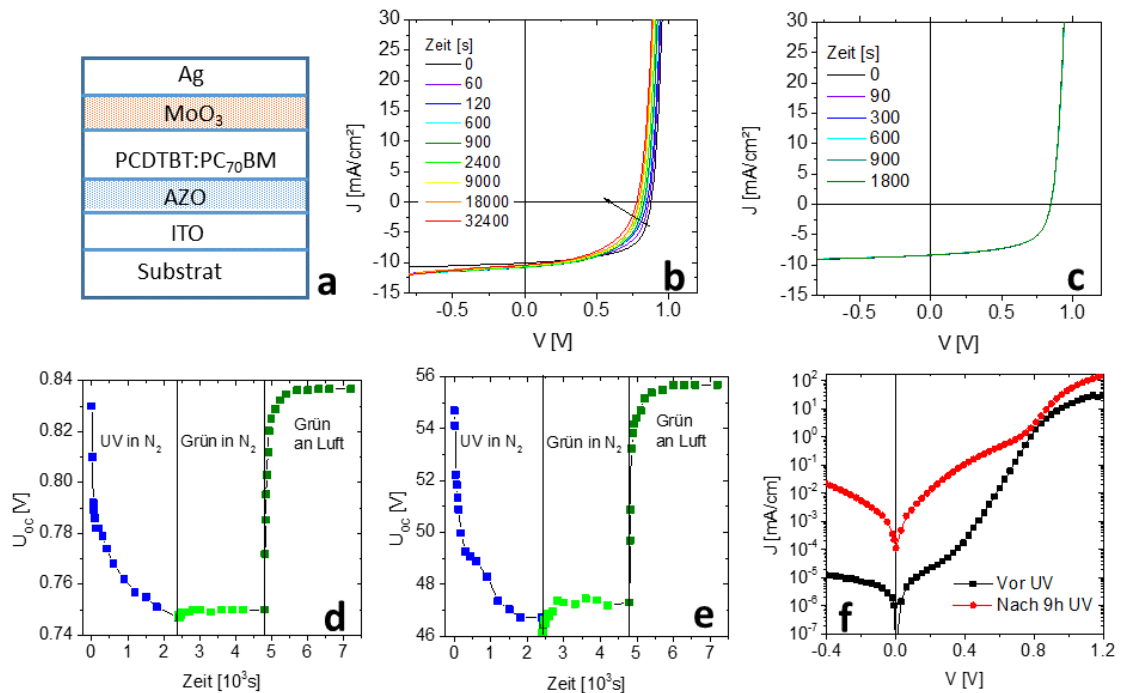 Ag
MoO₃
PCDTBT:PC₇₀BM
AZO
ITO
Substrat
a
J [mA/cm²]
30
25
20
15
10
5
0
-5
-10
-15
Zeit [s]
0
60
120
600
900
2400
9000
18000
32400
-0.5
0.0
0.5
1.0
V [V]
b
J [mA/cm²]
30
25
20
15
10
5
0
-5
-10
-15
Zeit [s]
0
90
300
600
900
1800
-0.5
0.0
0.5
1.0
V [V]
c
U₀c [V]
0.84
0.82
0.80
0.78
0.76
0.74
UV in N₂
Grün in N₂
Grün
an Luft
0 1 2 3 4 5 6 7
Zeit [10³s]
d
U₀c [V]
56
54
52
50
48
46
UV in N₂
Grün in N₂
Grün
an Luft
0 1 2 3 4 5 6 7
Zeit [10³s]
e
J [mA/cm]
10²
10¹
10⁰
10⁻¹
10⁻²
10⁻³
10⁻⁴
10⁻⁵
10⁻⁶
10⁻⁷
Vor UV
Nach 9h UV
-0.4
0.0
0.4
0.8
1.2
V [V]
f